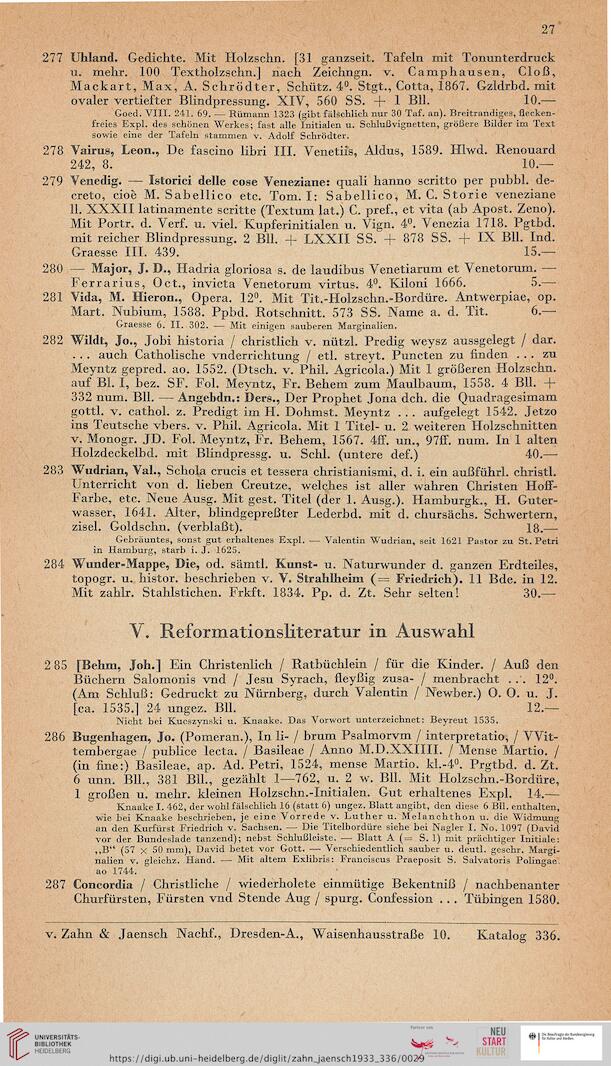 27
277 Uhland. Gedichte. Mit Holzschn. [31 ganzseit. Tafeln mit Tonunterdruck
u. mehr. 100 Textholzschn.] nach Zeichngn. v. Camphausen, Cloß,
Mackart, Max, A. Schrödter, Schütz. 4⁰. Stgt., Cotta, 1867. Gzldrbd. mit
ovaler vertiefter Blindpressung. XIV, 560 SS. + 1 Bll. 10.—
Goed. VIII. 241. 69. — Rümann 1323 (gibt fälschlich nur 30 Taf. an). Breitrandiges, flecken-
freies Expl. des schönen Werkes; fast alle Initialen u. Schlußvignetten, größere Bilder im Text
sowie eine der Tafeln stammen v. Adolf Schrödter.
278 Vairus, Leon., De fascino libri III. Venetiis, Aldus, 1589. Hlwd. Renouard
242, 8. 10.—
279 Venedig. — Istorici delle cose Veneziane: quali hanno scritto per pubbl. de-
creto, cioè M. Sabellico etc. Tom. I: Sabellico, M. C. Storie veneziane
ll. XXXII latinamente scritte (Textum lat.) C. pref., et vita (ab Apost. Zeno).
Mit Portr. d. Verf. u. viel. Kupferinitialen u. Vign. 4⁰. Venezia 1718. Pgtbd.
mit reicher Blindpressung. 2 Bll. + LXXII SS. + 878 SS. + IX Bll. Ind.
Graesse III. 439. 15.—
280 — Major, J. D., Hadria gloriosa s. de laudibus Venetiarum et Venetorum. —
Ferrarius, Oct., invicta Venetorum virtus. 4⁰. Kiloni 1666. 5.—
281 Vida, M. Hieron., Opera. 12⁰. Mit Tit.-Holzschn.-Bordüre. Antwerpiae, op.
Mart. Nubium, 1588. Ppbd. Rotschnitt. 573 SS. Name a. d. Tit. 6.—
Graesse 6. II. 302. — Mit einigen sauberen Marginalien.
282 Wildt, Jo., Jobi historia / christlich v. nützl. Predig weysz aussgelegt / dar.
... auch Catholische vnderrichtung / etl. streyt. Puncten zu finden ... zu
Meyntz gepred. ao. 1552. (Dtsch. v. Phil. Agricola.) Mit 1 größeren Holzschn.
auf Bl. I, bez. SF. Fol. Meyntz, Fr. Behem zum Maulbaum, 1558. 4 Bll. +
332 num. Bll. — Angebdn.: Ders., Der Prophet Jona dch. die Quadragesimam
gottl. v. cathol. z. Predigt im H. Dohmst. Meyntz ... aufgelegt 1542. Jetzo
ins Teutsche vbers. v. Phil. Agricola. Mit 1 Titel- u. 2 weiteren Holzschnitten
v. Monogr. JD. Fol. Meyntz, Fr. Behem, 1567. 4ff. un., 97ff. num. In 1 alten
Holzdeckelbd. mit Blindpressg. u. Schl. (untere def.) 40.—
283 Wudrian, Val., Schola crucis et tessera christianismi, d. i. ein außführl. christl.
Unterricht von d. lieben Creutze, welches ist aller wahren Christen Hoff-
Farbe, etc. Neue Ausg. Mit gest. Titel (der 1. Ausg.). Hamburgk., H. Guter-
wasser, 1641. Alter, blindgepreßter Lederbd. mit d. chursächs. Schwertern,
zisel. Goldschn. (verblaßt). 18.—
Gebräuntes, sonst gut erhaltenes Expl. — Valentin Wudrian, seit 1621 Pastor zu St. Petri
in Hamburg, starb i. J. 1625.
284 Wunder-Mappe, Die, od. sämtl. Kunst- u. Naturwunder d. ganzen Erdteiles,
topogr. u. histor. beschrieben v. V. Strahlheim (= Friedrich). 11 Bde. in 12.
Mit zahlr. Stahlstichen. Frkft. 1834. Pp. d. Zt. Sehr selten! 30.—
V. Reformationsliteratur in Auswahl
285 [Behm, Joh.] Ein Christenlich / Ratbüchlein / für die Kinder. / Auß den
Büchern Salomonis vnd / Jesu Syrach, fleyßig zusa- / menbracht ... 12⁰.
(Am Schluß: Gedruckt zu Nürnberg, durch Valentin / Newber.) O. O. u. J.
[ca. 1535.] 24 ungez. Bll. 12.—
Nicht bei Kuczynski u. Knaake. Das Vorwort unterzeichnet: Beyreut 1535.
286 Bugenhagen, Jo. (Pomeran.), In li- / brum Psalmorvm / interpretatio, / VVit-
tembergae / publice lecta. / Basileae / Anno M.D.XXIIII. / Mense Martio. /
(in fine:) Basileae, ap. Ad. Petri, 1524, mense Martio. kl.-4⁰. Prgtbd. d. Zt.
6 unn. Bll., 381 Bll., gezählt 1—762, u. 2 w. Bll. Mit Holzschn.-Bordüre,
1 großen u. mehr. kleinen Holzschn.-Initialen. Gut erhaltenes Expl. 14.—
Knaake I. 462, der wohl fälschlich 16 (statt 6) ungez. Blatt angibt, den diese 6 Bll. enthalten,
wie bei Knaake beschrieben, je eine Vorrede v. Luther u. Melanchthon u. die Widmung
an den Kurfürst Friedrich v. Sachsen. — Die Titelbordüre siehe bei Nagler I. No. 1097 (David
vor der Bundeslade tanzend); nebst Schlußleiste. — Blatt A (= S. 1) mit prächtiger Initiale:
„B“ (57 × 50 mm), David betet vor Gott. — Verschiedentlich sauber u. deutl. geschr. Margi-
nalien v. gleichz. Hand. — Mit altem Exlibris: Franciscus Praeposit S. Salvatoris Polingae
ao 1744.
287 Concordia / Christliche / wiederholete einmütige Bekentniß / nachbenanter
Churfürsten, Fürsten vnd Stende Aug / spurg. Confession ... Tübingen 1580.
v. Zahn & Jaensch Nachf., Dresden-A., Waisenhausstraße 10. Katalog 336.
UNIVERSITÄTS-
BIBLIOTHEK
HEIDELBERG
https://digi.ub.uni-heidelberg.de/diglit/zahn_jaensch1933_336/0029
NEU
START
KULTUR